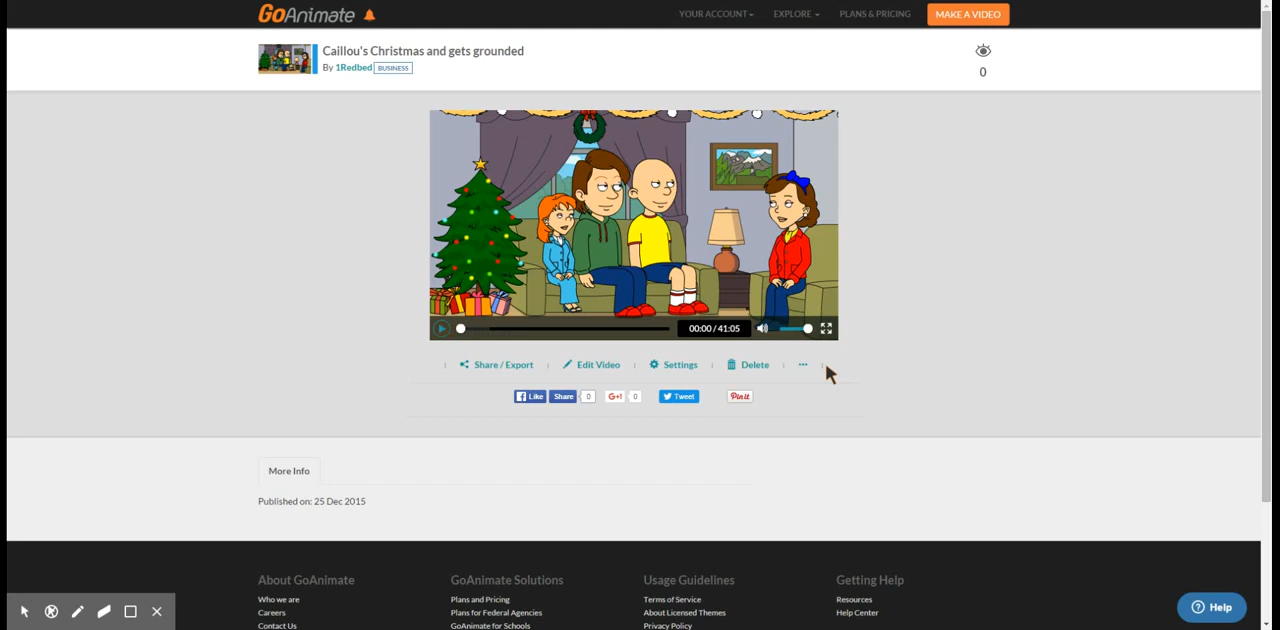 GoAnimate
YOUR ACCOUNT EXPLORE PLANS & PRICING MAKE A VIDEO
Caillou's Christmas and gets grounded
By 1Redbed BUSINESS
0
00:00 / 41:05
Share / Export Edit Video Settings Delete ...
Like Share 0 G+1 0 Tweet Pin it
More Info
Published on: 25 Dec 2015
About GoAnimate GoAnimate Solutions Usage Guidelines Getting Help
Who we are Plans and Pricing Terms of Service Resources
Careers Plans for Federal Agencies About Licensed Themes Help Center
Contact Us GoAnimate for Schools Privacy Policy
Help